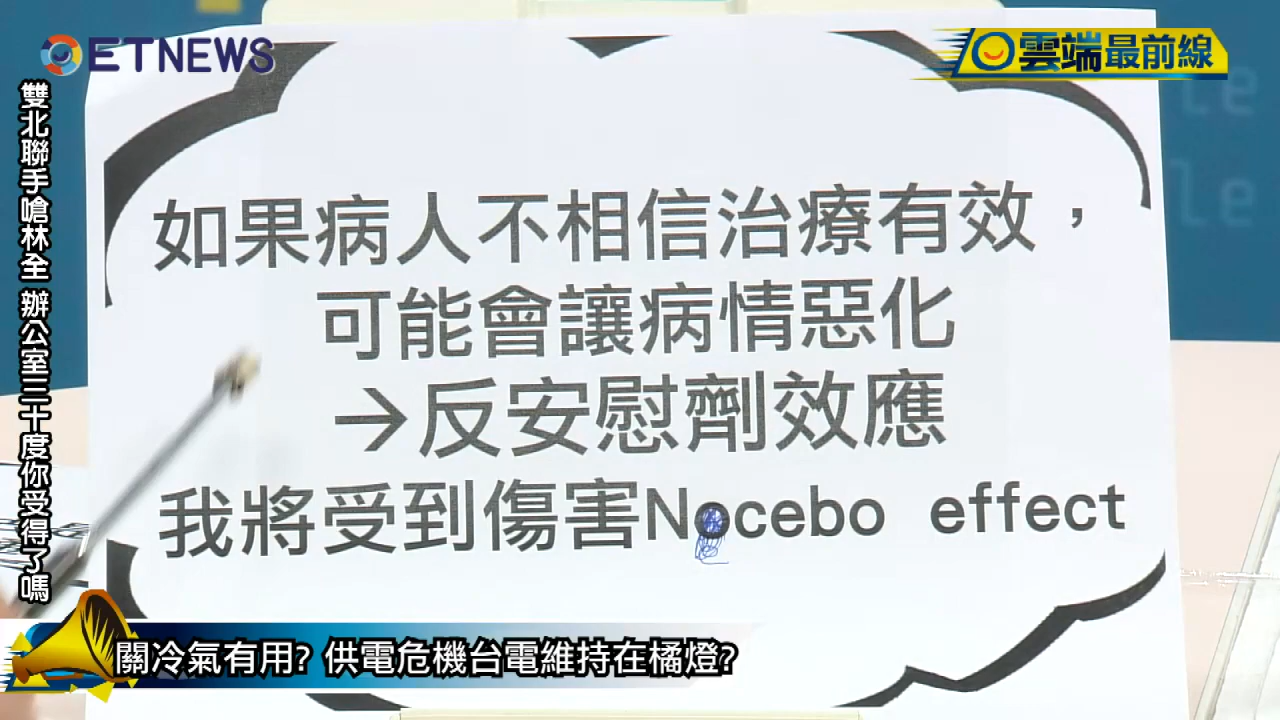 ETNEWS
雲端最前線
雙北聯手嗆林全 辦公室三十度你受得了嗎
如果病人不相信治療有效，
可能會讓病情惡化
→反安慰劑效應
我將受到傷害Nocebo effect
關冷氣有用? 供電危機台電維持在橘燈?